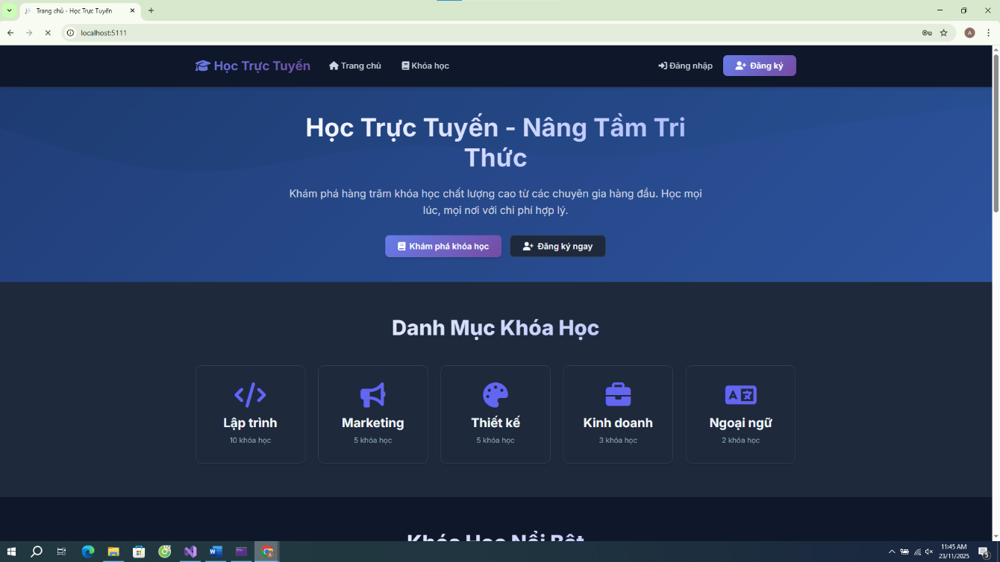 Trang chủ - Học Trực Tuyến
localhost:5111
A
Học Trực Tuyến
Trang chủ
Khóa học
Đăng nhập
Đăng ký
Học Trực Tuyến - Nâng Tầm Tri
Thức
Khám phá hàng trăm khóa học chất lượng cao từ các chuyên gia hàng đầu. Học mọi
lúc, mọi nơi với chi phí hợp lý.
Khám phá khóa học
Đăng ký ngay
Danh Mục Khóa Học
Lập trình
10 khóa học
Marketing
5 khóa học
Thiết kế
5 khóa học
Kinh doanh
3 khóa học
Ngoại ngữ
2 khóa học
Khóa Học Nổi Bật
11:45 AM
23/11/2025
5